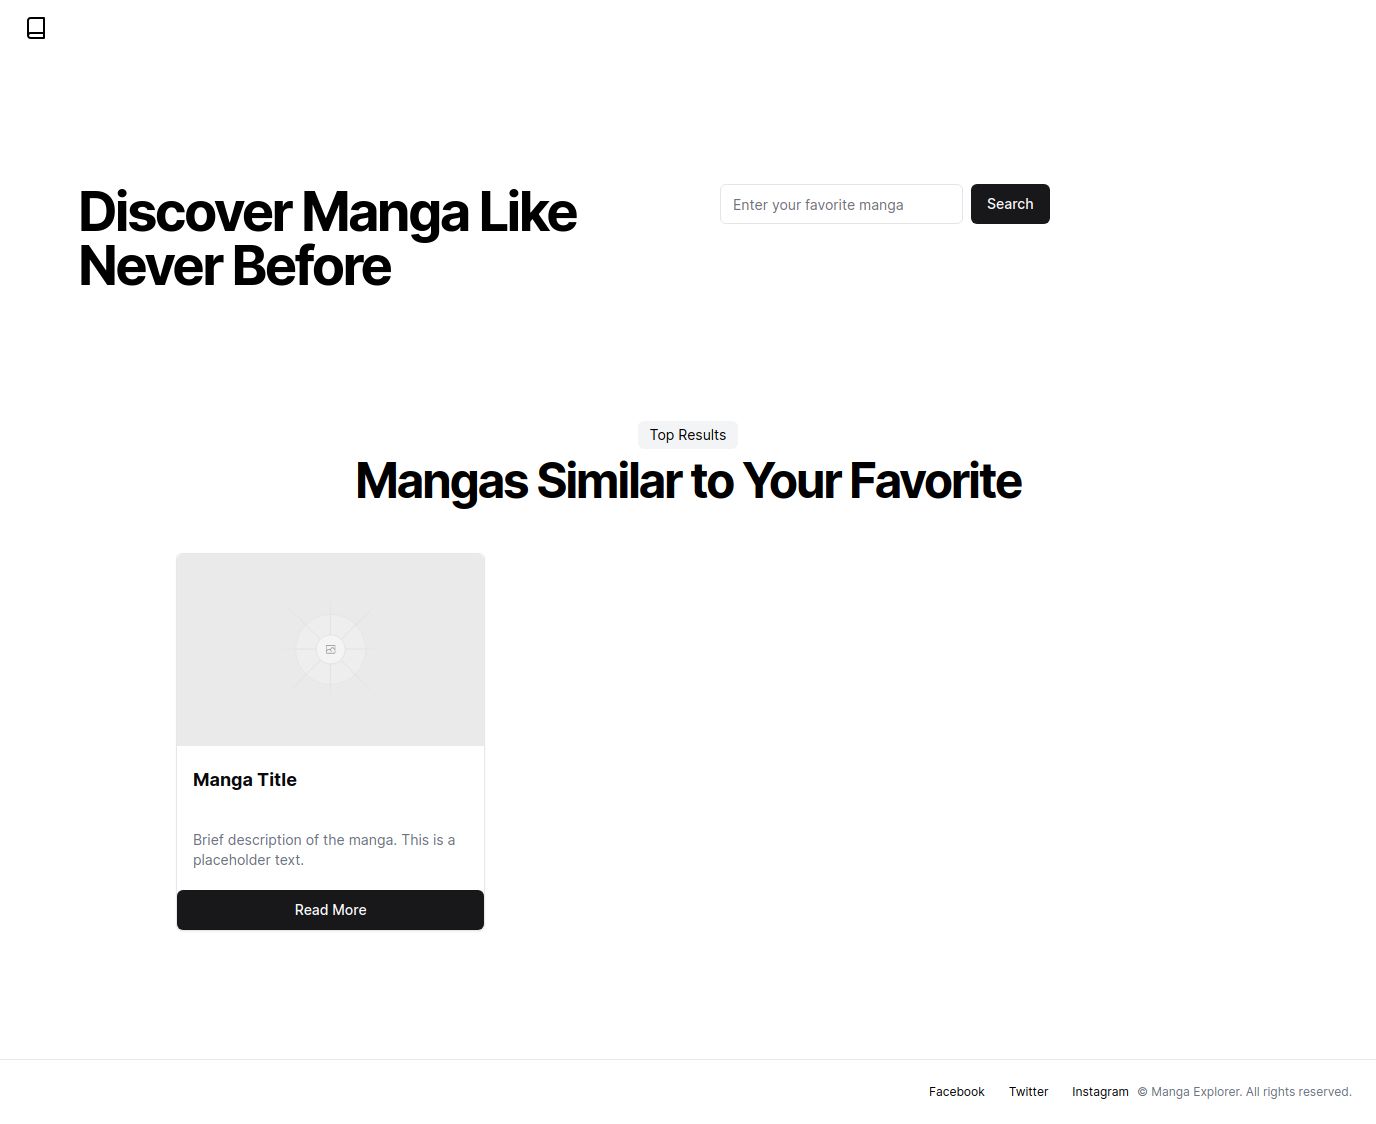 Discover Manga Like
Never Before
Enter your favorite manga
Search
Top Results
Mangas Similar to Your Favorite
Manga Title
Brief description of the manga. This is a
placeholder text.
Read More
Facebook Twitter Instagram © Manga Explorer. All rights reserved.